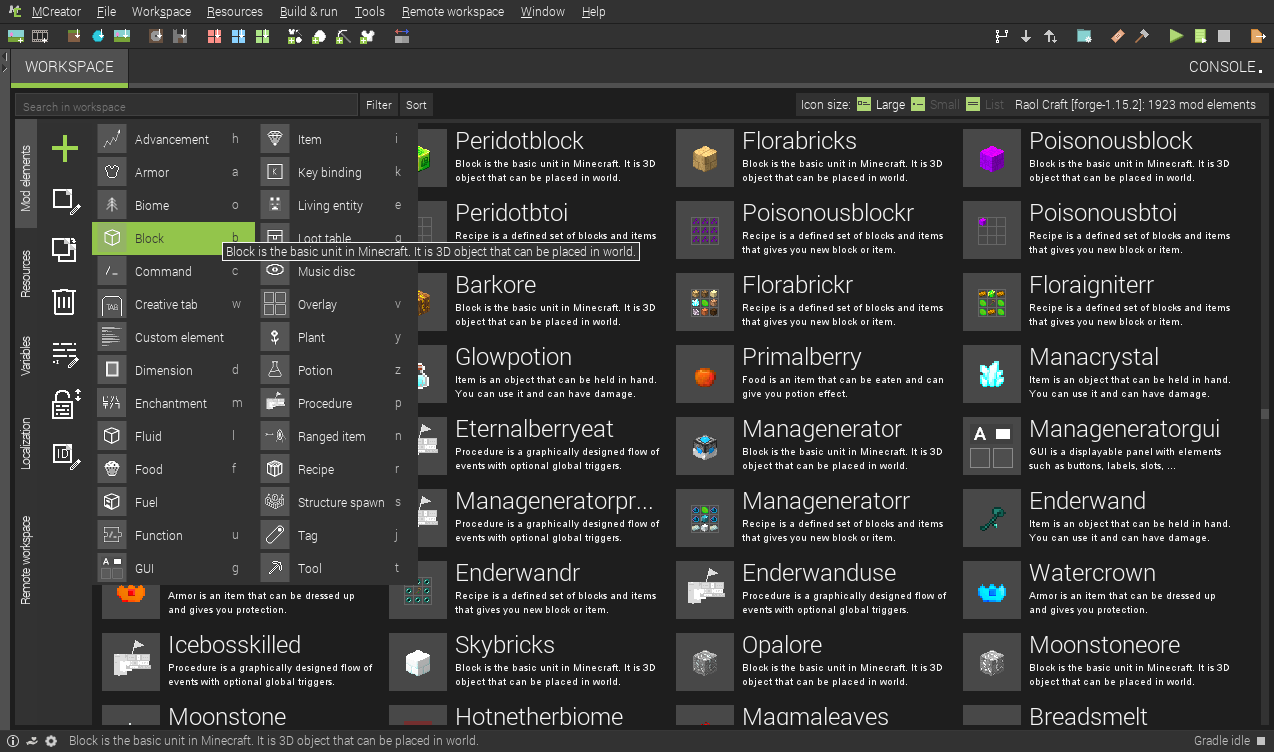 MCreator File Workspace Resources Build & run Tools Remote workspace Window Help
WORKSPACE
CONSOLE
Search in workspace
Filter
Sort
Icon size: Large Small List Raol Craft [forge-1.15.2]: 1923 mod elements
Mod elements
Resources
Variables
Localization
Remote workspace
Advancement h
Armor a
Biome o
Block b
Command c
Creative tab w
Custom element
Dimension d
Enchantment m
Fluid l
Food f
Fuel
Function u
GUI g
Item i
Key binding k
Living entity e
Loot table
Music disc
Overlay v
Plant y
Potion z
Procedure p
Ranged item n
Recipe r
Structure spawn s
Tag j
Tool t
K
TAG
ID
Block is the basic unit in Minecraft. It is 3D object that can be placed in world.
Peridotblock
Block is the basic unit in Minecraft. It is 3D
object that can be placed in world.
Florabricks
Block is the basic unit in Minecraft. It is 3D
object that can be placed in world.
Poisonousblock
Block is the basic unit in Minecraft. It is 3D
object that can be placed in world.
Peridotbtoi
Recipe is a defined set of blocks and items
Poisonousblockr
Recipe is a defined set of blocks and items
that gives you new block or item.
Poisonousbtoi
Recipe is a defined set of blocks and items
that gives you new block or item.
Barkore
Block is the basic unit in Minecraft. It is 3D
object that can be placed in world.
Florabrickr
Recipe is a defined set of blocks and items
that gives you new block or item.
Floraigniterr
Recipe is a defined set of blocks and items
that gives you new block or item.
Glowpotion
Item is an object that can be held in hand.
You can use it and can have damage.
Primalberry
Food is an item that can be eaten and can
give you potion effect.
Manacrystal
Item is an object that can be held in hand.
You can use it and can have damage.
Eternalberryeat
Procedure is a graphically designed flow of
events with optional global triggers.
Managenerator
Block is the basic unit in Minecraft. It is 3D
object that can be placed in world.
A
Manageneratorgui
GUI is a displayable panel with elements
such as buttons, labels, slots, ...
Manageneratorpr...
Procedure is a graphically designed flow of
events with optional global triggers.
Manageneratorr
Recipe is a defined set of blocks and items
that gives you new block or item.
Enderwand
Item is an object that can be held in hand.
You can use it and can have damage.
Armor is an item that can be dressed up
and gives you protection.
Enderwandr
Recipe is a defined set of blocks and items
that gives you new block or item.
Enderwanduse
Procedure is a graphically designed flow of
events with optional global triggers.
Watercrown
Armor is an item that can be dressed up
and gives you protection.
Icebosskilled
Procedure is a graphically designed flow of
events with optional global triggers.
Skybricks
Block is the basic unit in Minecraft. It is 3D
object that can be placed in world.
Opalore
Block is the basic unit in Minecraft. It is 3D
object that can be placed in world.
Moonstoneore
Block is the basic unit in Minecraft. It is 3D
object that can be placed in world.
Moonstone
Hotnetherbiome
Magmaleaves
Breadsmelt
Block is the basic unit in Minecraft. It is 3D object that can be placed in world.
Gradle idle